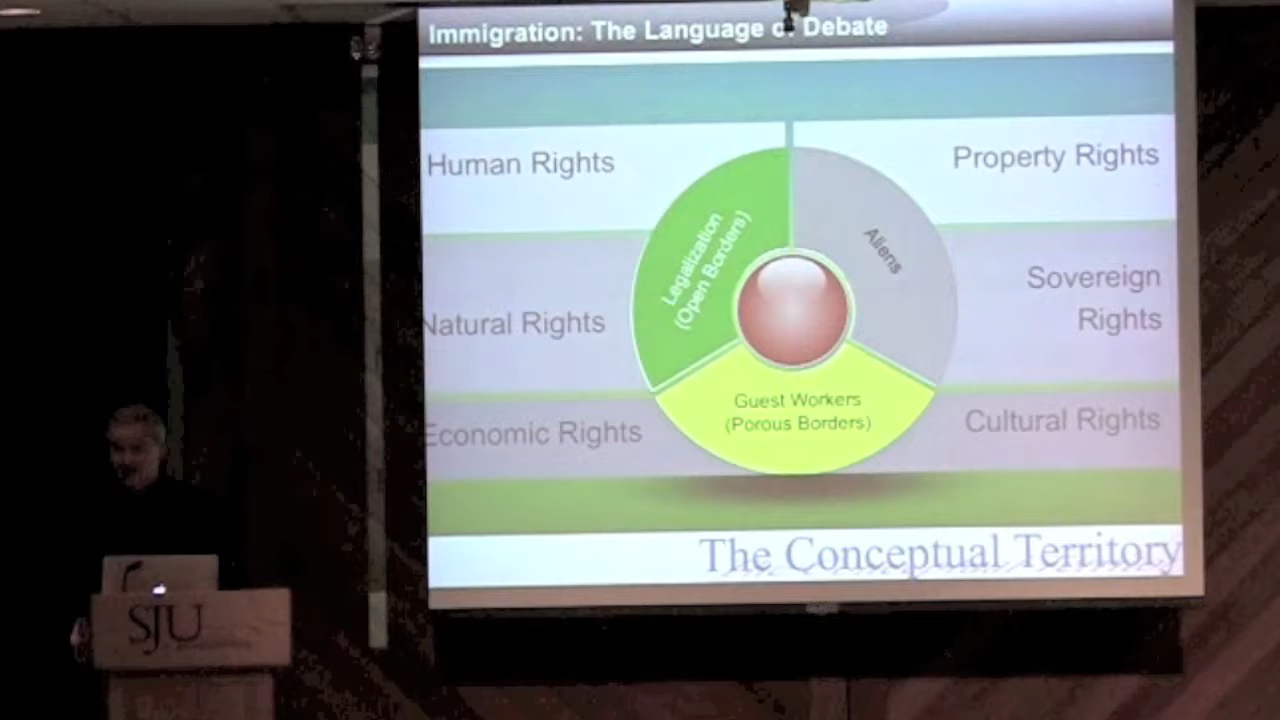 Immigration: The Language of Debate
Human Rights
Property Rights
Legalization
(Open Borders)
Aliens
Sovereign
Rights
Natural Rights
Guest Workers
(Porous Borders)
Economic Rights
Cultural Rights
The Conceptual Territory
SJU